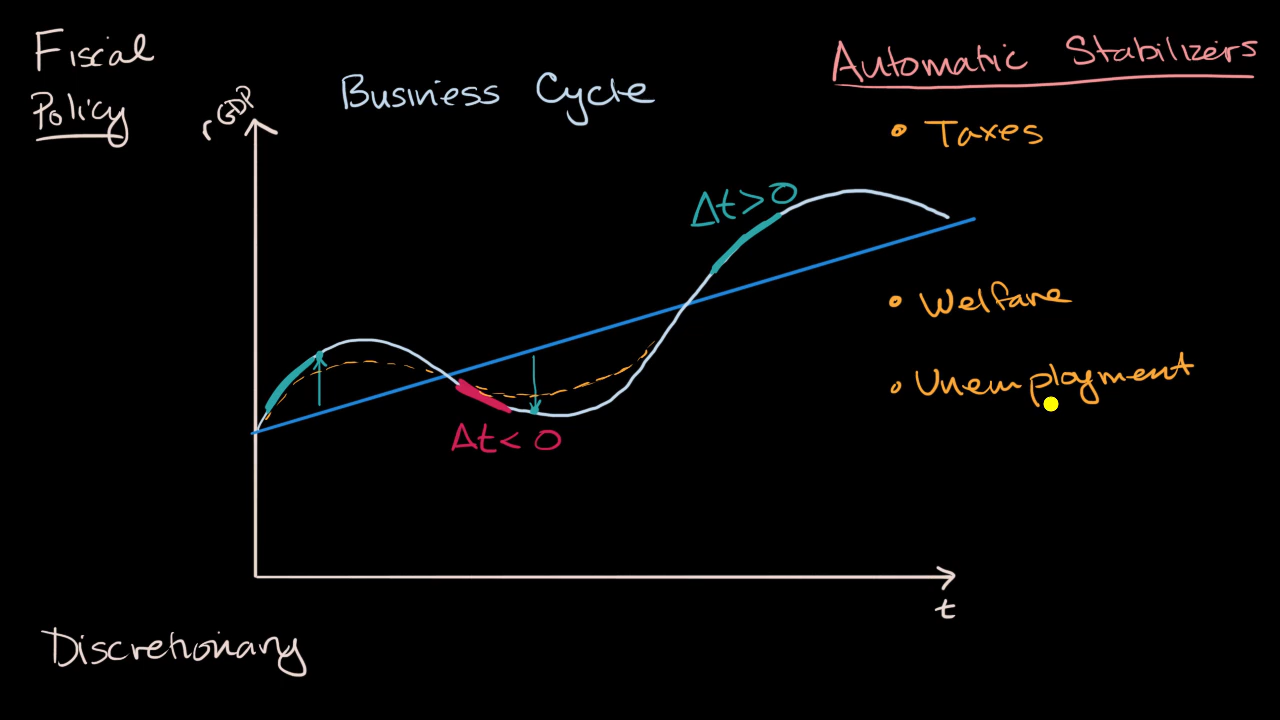 Fiscal
Policy
Business Cycle
rGDP
Automatic Stabilizers
• Taxes
Δt>0
• Welfare
• Unemployment
Δt<0
t
Discretionary